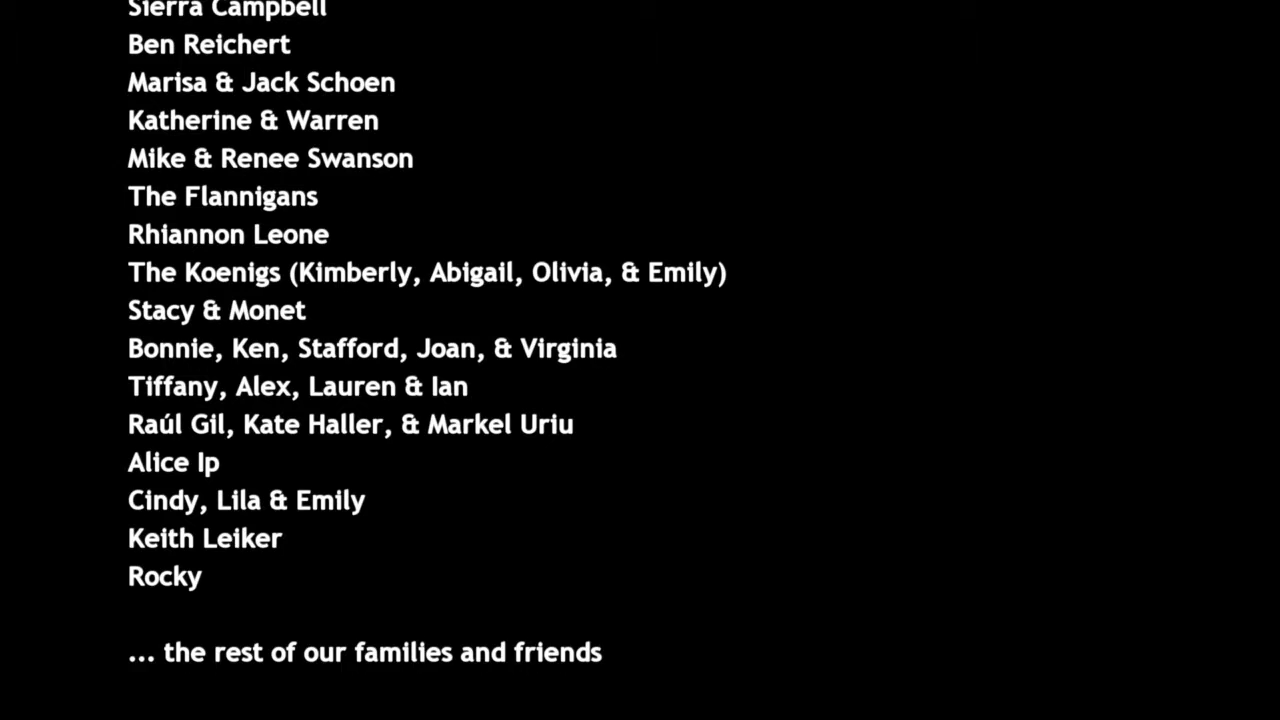 Sierra Campbell
Ben Reichert
Marisa & Jack Schoen
Katherine & Warren
Mike & Renee Swanson
The Flannigans
Rhiannon Leone
The Koenigs (Kimberly, Abigail, Olivia, & Emily)
Stacy & Monet
Bonnie, Ken, Stafford, Joan, & Virginia
Tiffany, Alex, Lauren & Ian
Raúl Gil, Kate Haller, & Markel Uriu
Alice Ip
Cindy, Lila & Emily
Keith Leiker
Rocky
... the rest of our families and friends